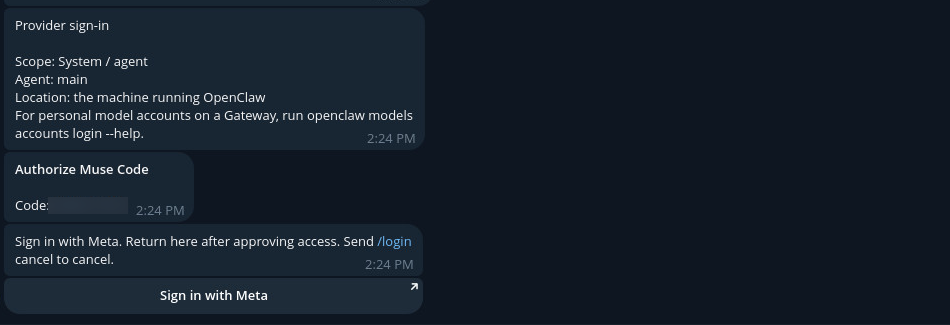 Provider sign-in
Scope: System / agent
Agent: main
Location: the machine running OpenClaw
For personal model accounts on a Gateway, run openclaw models
accounts login --help.
2:24 PM
Authorize Muse Code
Code:
2:24 PM
Sign in with Meta. Return here after approving access. Send /login
cancel to cancel.
2:24 PM
Sign in with Meta